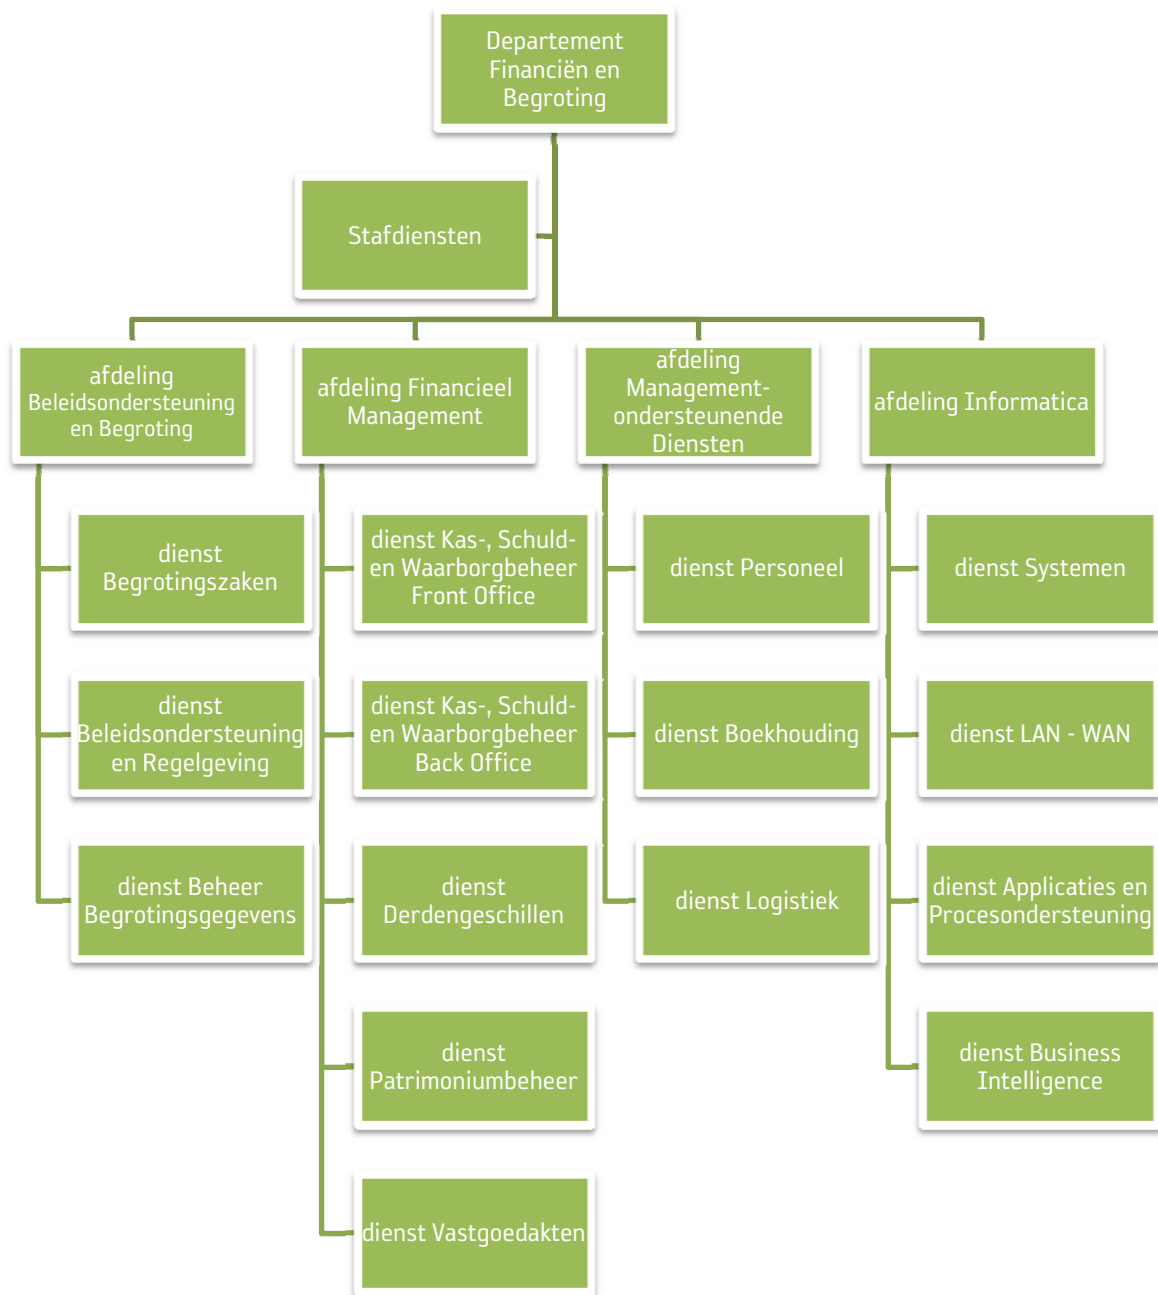 Departement
Financiën en
Begroting
Stafdiensten
afdeling
Beleidsondersteuning
en Begroting
afdeling Financieel
Management
afdeling
Management-
ondersteunende
Diensten
afdeling Informatica
dienst
Begrotingszaken
dienst
Beleidsondersteuning
en Regelgeving
dienst Beheer
Begrotingsgegevens
dienst Kas-, Schuld-
en Waarborgbeheer
Front Office
dienst Kas-, Schuld-
en Waarborgbeheer
Back Office
dienst
Derdengeschillen
dienst
Patrimoniumbeheer
dienst Vastgoedakten
dienst Personeel
dienst Boekhouding
dienst Logistiek
dienst Systemen
dienst LAN - WAN
dienst Applicaties en
Procesondersteuning
dienst Business
Intelligence